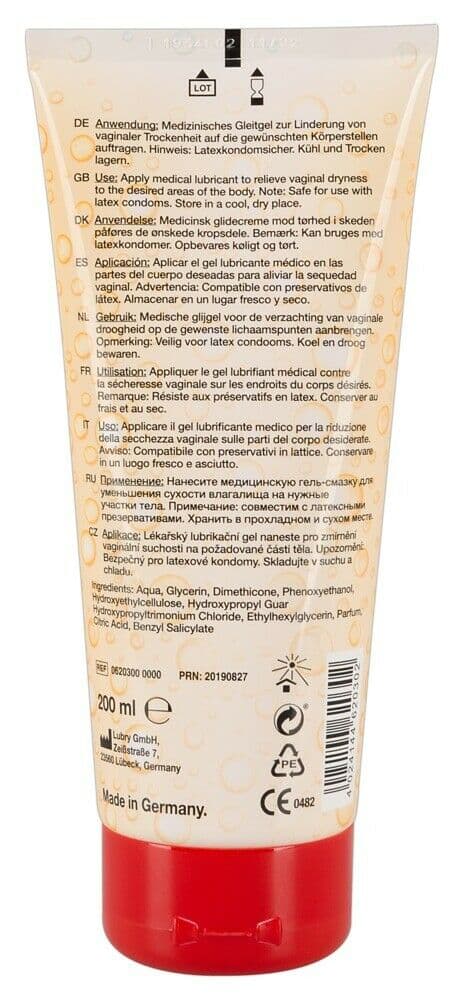 LOT
DE Anwendung: Medizinisches Gleitgel zur Linderung von
vaginaler Trockenheit auf die gewünschten Körperstellen
auftragen. Hinweis: Latexkondomsicher. Kühl und Trocken
lagern.
GB Use: Apply medical lubricant to relieve vaginal dryness
to the desired areas of the body. Note: Safe for use with
latex condoms. Store in a cool, dry place.
DK Anvendelse: Medicinsk glidecreme mod tørhed i skeden
påføres de ønskede kropsdele. Bemærk: Kan bruges med
latexkondomer. Opbevares køligt og tørt.
ES Aplicación: Aplicar el gel lubricante médico en las
partes del cuerpo deseadas para aliviar la sequedad
vaginal. Advertencia: Compatible con preservativos de
látex. Almacenar en un lugar fresco y seco.
NL Gebruik: Medische glijgel voor de verzachting van vaginale
droogheid op de gewenste lichaamspunten aanbrengen.
Opmerking: Veilig voor latex condooms. Koel en droog
bewaren.
FR Utilisation: Appliquer le gel lubrifiant médical contre
la sécheresse vaginale sur les endroits du corps désirés.
Remarque: Résiste aux préservatifs en latex. Conserver au
frais et au sec.
IT Uso: Applicare il gel lubrificante medico per la riduzione
della secchezza vaginale sulle parti del corpo desiderate.
Avviso: Compatibile con preservativi in lattice. Conservare
in un luogo fresco e asciutto.
RU Применение: Нанесите медицинскую гель-смазку для
уменьшения сухости влагалища на нужные
участки тела. Примечание: совместим с латексными
презервативами. Хранить в прохладном и сухом месте.
CZ Aplikace: Lékařský lubrikační gel naneste pro zmírnění
vaginální suchosti na požadované části těla. Upozornění:
Bezpečný pro latexové kondomy. Skladujte v suchu a
chladu.
Ingredients: Aqua, Glycerin, Dimethicone, Phenoxyethanol,
Hydroxyethylcellulose, Hydroxypropyl Guar
Hydroxypropyltrimonium Chloride, Ethylhexylglycerin, Parfum,
Citric Acid, Benzyl Salicylate
REF 0620300 0000 PRN: 20190827
200 ml e
Lubry GmbH,
Zeißstraße 7,
23560 Lübeck, Germany
Made in Germany.
PE
CE 0482
4 024144 620302